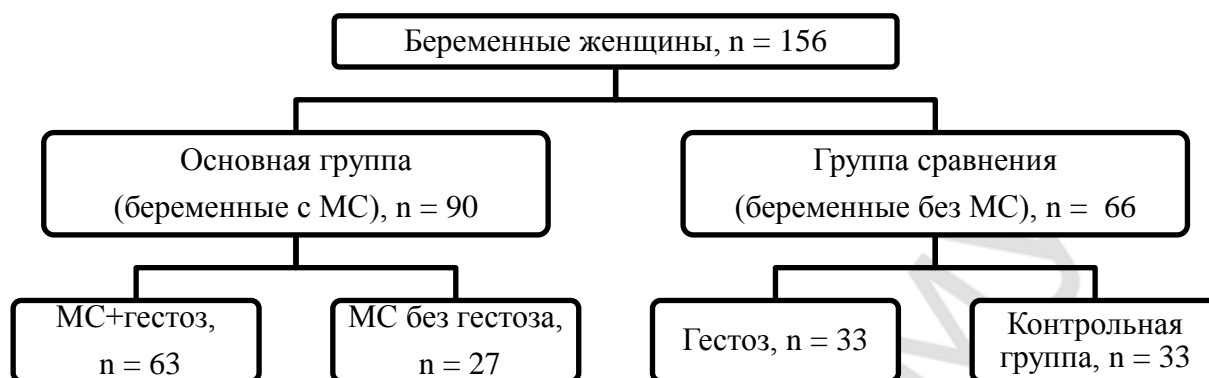 Беременные женщины, n = 156
Основная группа
(беременные с МС), n = 90
Группа сравнения
(беременные без МС), n = 66
МС+гестоз,
n = 63
МС без гестоза,
n = 27
Гестоз, n = 33
Контрольная
группа, n = 33